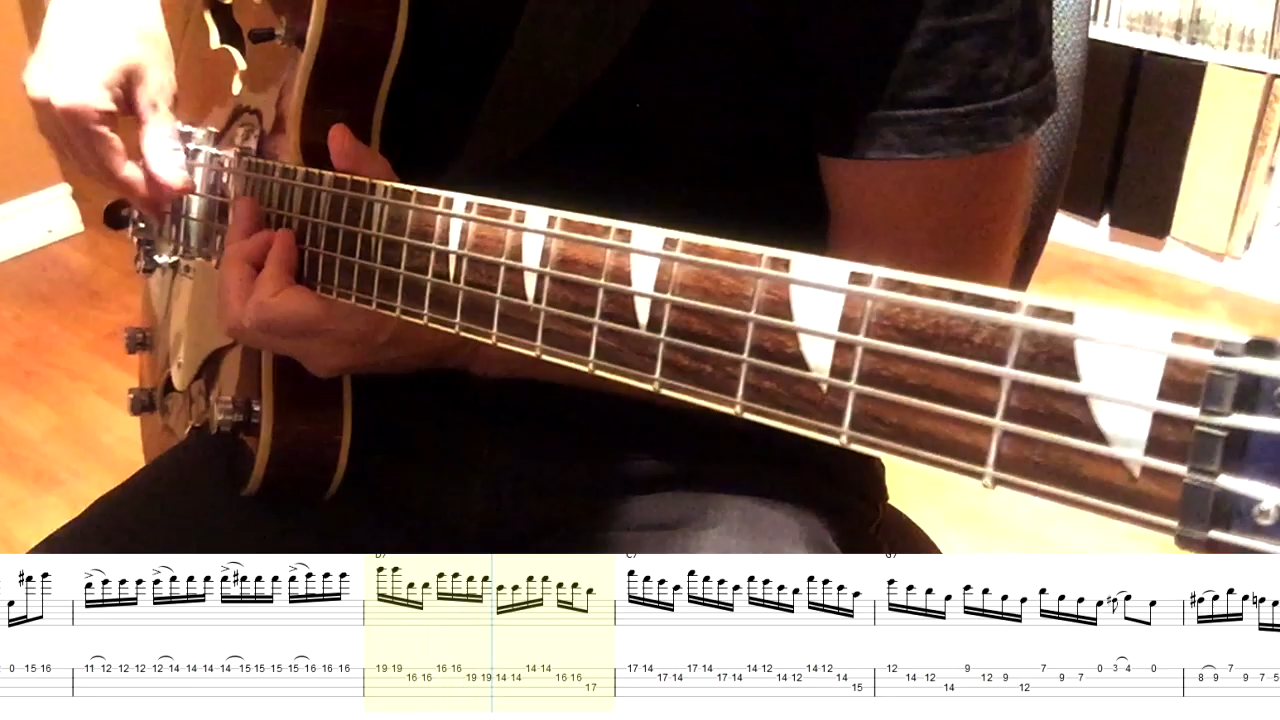 D7 C7 G7
0 15 16 11 12 12 12 12 14 14 14 14 15 15 15 15 16 16 16 19 19 16 16 14 14 17 14 17 14 14 12 14 12 12 9 7 0 3 4 0 7
16 16 19 19 14 14 16 16 17 14 17 14 14 12 14 14 12 12 9 9 7 8 9 9 7 5
17 15 14 12